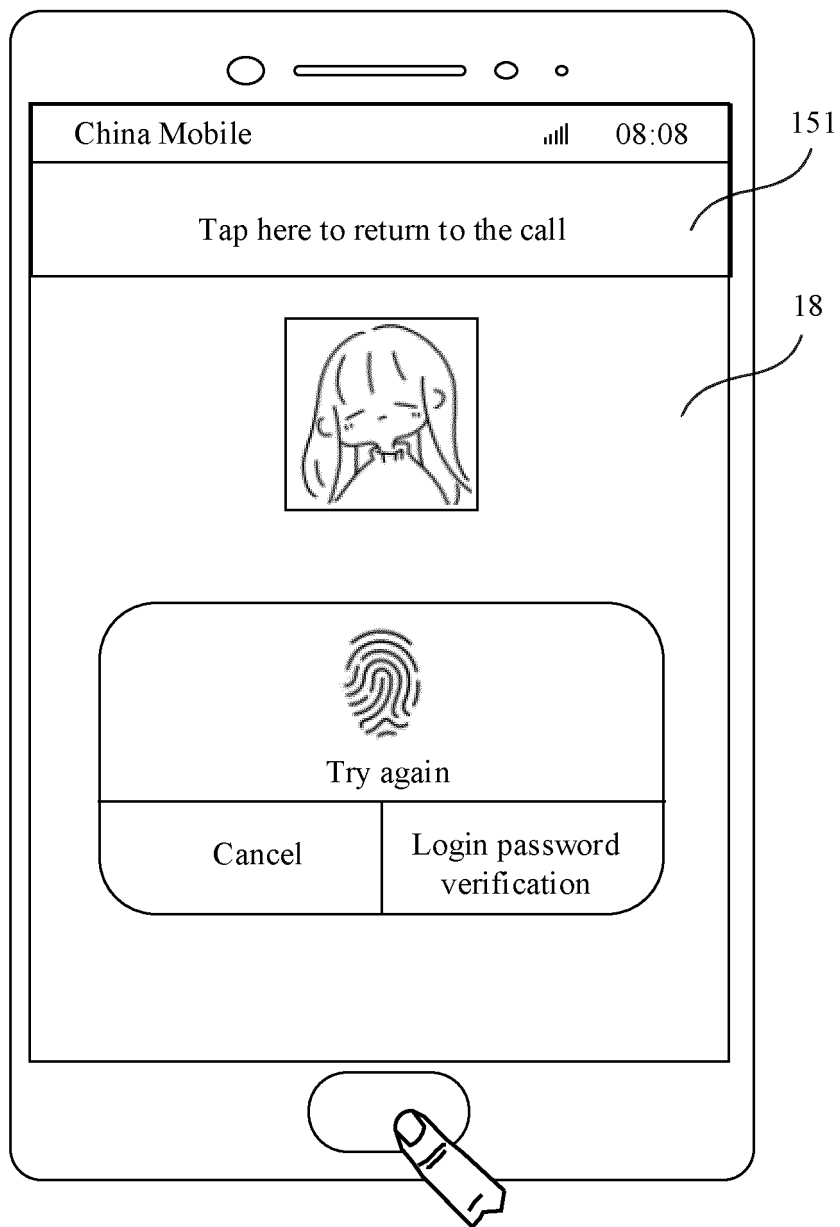 China Mobile 08:08
151
Tap here to return to the call
18
Try again
Cancel
Login password
verification